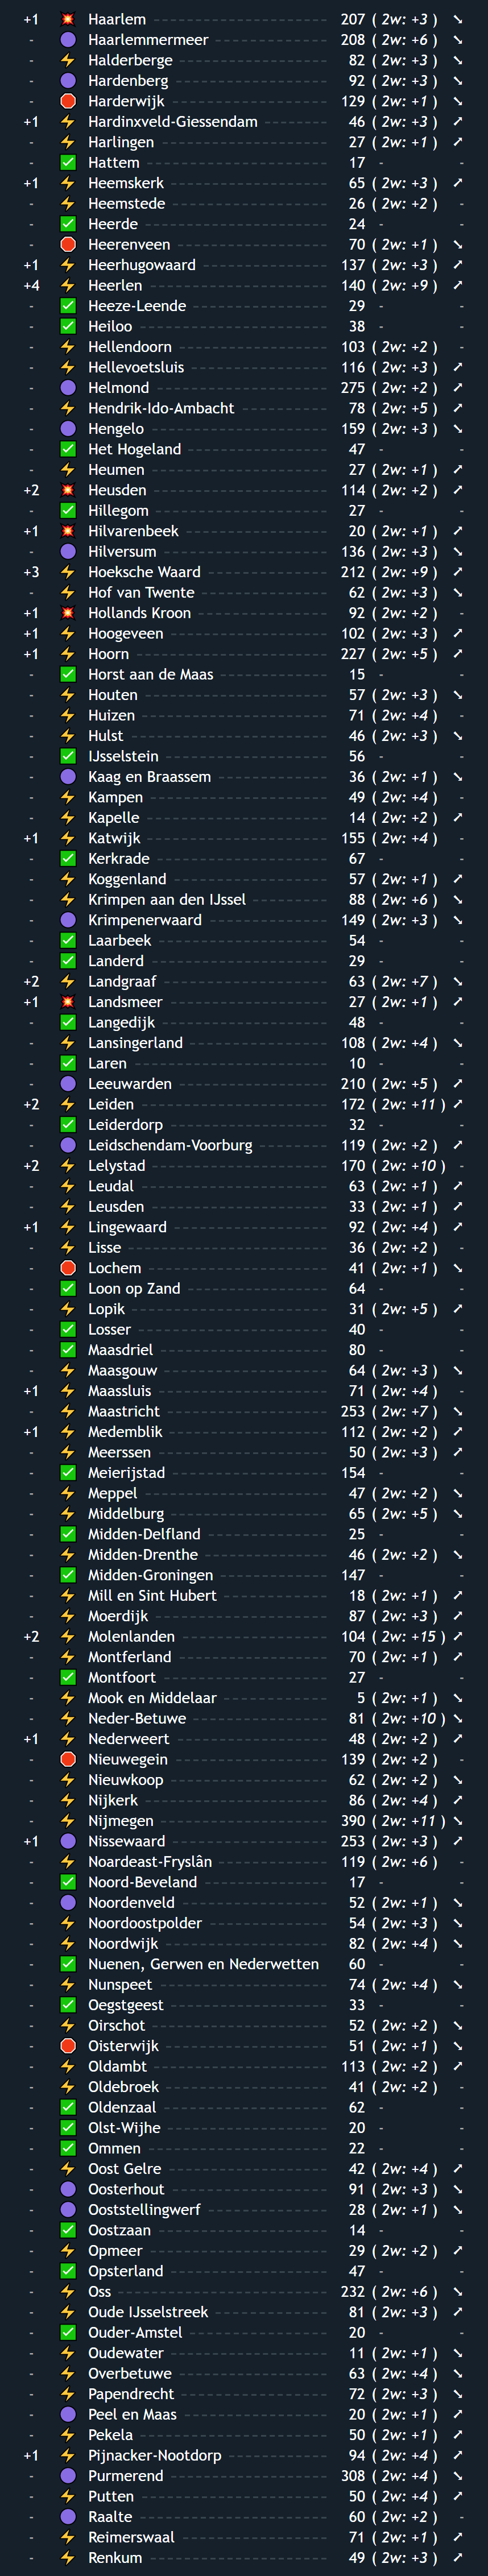 +1 💥 Haarlem 207 ( 2w: +3 ) ➘
- 🟣 Haarlemmermeer 208 ( 2w: +6 ) ➘
- ⚡ Halderberge 82 ( 2w: +3 ) ➘
- 🟣 Hardenberg 92 ( 2w: +3 ) ➘
- 🛑 Harderwijk 129 ( 2w: +1 ) ➘
+1 ⚡ Hardinxveld-Giessendam 46 ( 2w: +3 ) ➚
- ⚡ Harlingen 27 ( 2w: +1 ) ➚
- ✅ Hattem 17 - -
+1 ⚡ Heemskerk 65 ( 2w: +3 ) ➚
- ⚡ Heemstede 26 ( 2w: +2 ) -
- ✅ Heerde 24 - -
- 🛑 Heerenveen 70 ( 2w: +1 ) ➘
+1 ⚡ Heerhugowaard 137 ( 2w: +3 ) ➚
+4 ⚡ Heerlen 140 ( 2w: +9 ) ➚
- ✅ Heeze-Leende 29 - -
- ✅ Heiloo 38 - -
- ⚡ Hellendoorn 103 ( 2w: +2 ) -
- ⚡ Hellevoetsluis 116 ( 2w: +3 ) ➚
- 🟣 Helmond 275 ( 2w: +2 ) ➚
- ⚡ Hendrik-Ido-Ambacht 78 ( 2w: +5 ) ➚
- 🟣 Hengelo 159 ( 2w: +3 ) ➘
- ✅ Het Hogeland 47 - -
- ⚡ Heumen 27 ( 2w: +1 ) ➚
+2 💥 Heusden 114 ( 2w: +2 ) ➚
- ✅ Hillegom 27 - -
+1 💥 Hilvarenbeek 20 ( 2w: +1 ) ➚
- 🟣 Hilversum 136 ( 2w: +3 ) ➘
+3 ⚡ Hoeksche Waard 212 ( 2w: +9 ) ➚
- ⚡ Hof van Twente 62 ( 2w: +3 ) ➘
+1 💥 Hollands Kroon 92 ( 2w: +2 ) -
+1 ⚡ Hoogeveen 102 ( 2w: +3 ) ➚
+1 ⚡ Hoorn 227 ( 2w: +5 ) ➚
- ✅ Horst aan de Maas 15 - -
- ⚡ Houten 57 ( 2w: +3 ) ➘
- ⚡ Huizen 71 ( 2w: +4 ) -
- ⚡ Hulst 46 ( 2w: +3 ) ➘
- ✅ IJsselstein 56 - -
- 🟣 Kaag en Braassem 36 ( 2w: +1 ) ➘
- ⚡ Kampen 49 ( 2w: +4 ) -
- ⚡ Kapelle 14 ( 2w: +2 ) ➚
+1 ⚡ Katwijk 155 ( 2w: +4 ) -
- ✅ Kerkrade 67 - -
- ⚡ Koggenland 57 ( 2w: +1 ) ➚
- ⚡ Krimpen aan den IJssel 88 ( 2w: +6 ) ➘
- 🟣 Krimpenerwaard 149 ( 2w: +3 ) ➘
- ✅ Laarbeek 54 - -
- ✅ Landerd 29 - -
+2 ⚡ Landgraaf 63 ( 2w: +7 ) ➘
+1 💥 Landsmeer 27 ( 2w: +1 ) ➚
- ✅ Langedijk 48 - -
- ⚡ Lansingerland 108 ( 2w: +4 ) ➘
- ✅ Laren 10 - -
- 🟣 Leeuwarden 210 ( 2w: +5 ) ➚
+2 ⚡ Leiden 172 ( 2w: +11 ) ➚
- ✅ Leiderdorp 32 - -
- 🟣 Leidschendam-Voorburg 119 ( 2w: +2 ) ➚
+2 ⚡ Lelystad 170 ( 2w: +10 ) -
- ⚡ Leudal 63 ( 2w: +1 ) ➚
- ⚡ Leusden 33 ( 2w: +1 ) ➚
+1 ⚡ Lingewaard 92 ( 2w: +4 ) ➚
- ⚡ Lisse 36 ( 2w: +2 ) -
- 🛑 Lochem 41 ( 2w: +1 ) ➘
- ✅ Loon op Zand 64 - -
- ⚡ Lopik 31 ( 2w: +5 ) ➚
- ✅ Losser 40 - -
- ✅ Maasdriel 80 - -
- ⚡ Maasgouw 64 ( 2w: +3 ) ➘
+1 ⚡ Maassluis 71 ( 2w: +4 ) -
- ⚡ Maastricht 253 ( 2w: +7 ) ➘
+1 ⚡ Medemblik 112 ( 2w: +2 ) ➚
- ⚡ Meerssen 50 ( 2w: +3 ) ➚
- ✅ Meierijstad 154 - -
- ⚡ Meppel 47 ( 2w: +2 ) ➘
- ⚡ Middelburg 65 ( 2w: +5 ) ➘
- ✅ Midden-Delfland 25 - -
- ⚡ Midden-Drenthe 46 ( 2w: +2 ) ➘
- ✅ Midden-Groningen 147 - -
- ⚡ Mill en Sint Hubert 18 ( 2w: +1 ) ➚
- ⚡ Moerdijk 87 ( 2w: +3 ) ➚
+2 ⚡ Molenlanden 104 ( 2w: +15 ) ➚
- ⚡ Montferland 70 ( 2w: +1 ) ➚
- ✅ Montfoort 27 - -
- ⚡ Mook en Middelaar 5 ( 2w: +1 ) ➘
- ⚡ Neder-Betuwe 81 ( 2w: +10 ) ➘
+1 ⚡ Nederweert 48 ( 2w: +2 ) ➚
- 🛑 Nieuwegein 139 ( 2w: +2 ) -
- ⚡ Nieuwkoop 62 ( 2w: +2 ) ➘
- ⚡ Nijkerk 86 ( 2w: +4 ) ➚
- ⚡ Nijmegen 390 ( 2w: +11 ) ➘
+1 🟣 Nissewaard 253 ( 2w: +3 ) ➚
- ⚡ Noardeast-Fryslân 119 ( 2w: +6 ) -
- ✅ Noord-Beveland 17 - -
- 🟣 Noordenveld 52 ( 2w: +1 ) ➘
- ⚡ Noordoostpolder 54 ( 2w: +3 ) ➘
- ⚡ Noordwijk 82 ( 2w: +4 ) ➘
- ✅ Nuenen, Gerwen en Nederwetten 60 - -
- ⚡ Nunspeet 74 ( 2w: +4 ) ➘
- ✅ Oegstgeest 33 - -
- ⚡ Oirschot 52 ( 2w: +2 ) ➘
- 🛑 Oisterwijk 51 ( 2w: +1 ) ➘
- ⚡ Oldambt 113 ( 2w: +2 ) ➚
- ⚡ Oldebroek 41 ( 2w: +2 ) -
- ✅ Oldenzaal 62 - -
- ✅ Olst-Wijhe 20 - -
- ✅ Ommen 22 - -
- ⚡ Oost Gelre 42 ( 2w: +4 ) ➚
- 🟣 Oosterhout 91 ( 2w: +3 ) ➘
- 🟣 Ooststellingwerf 28 ( 2w: +1 ) ➘
- ✅ Oostzaan 14 - -
- ⚡ Opmeer 29 ( 2w: +2 ) ➚
- ✅ Opsterland 47 - -
- ⚡ Oss 232 ( 2w: +6 ) ➘
- ⚡ Oude IJsselstreek 81 ( 2w: +3 ) ➚
- ✅ Ouder-Amstel 20 - -
- ⚡ Oudewater 11 ( 2w: +1 ) ➘
- ⚡ Overbetuwe 63 ( 2w: +4 ) ➘
- ⚡ Papendrecht 72 ( 2w: +3 ) ➘
- 🟣 Peel en Maas 20 ( 2w: +1 ) ➚
- ⚡ Pekela 50 ( 2w: +1 ) ➚
+1 ⚡ Pijnacker-Nootdorp 94 ( 2w: +4 ) ➚
- 🟣 Purmerend 308 ( 2w: +4 ) ➘
- ⚡ Putten 50 ( 2w: +4 ) ➚
- 🟣 Raalte 60 ( 2w: +2 ) -
- ⚡ Reimerswaal 71 ( 2w: +1 ) ➚
- ⚡ Renkum 49 ( 2w: +3 ) ➚